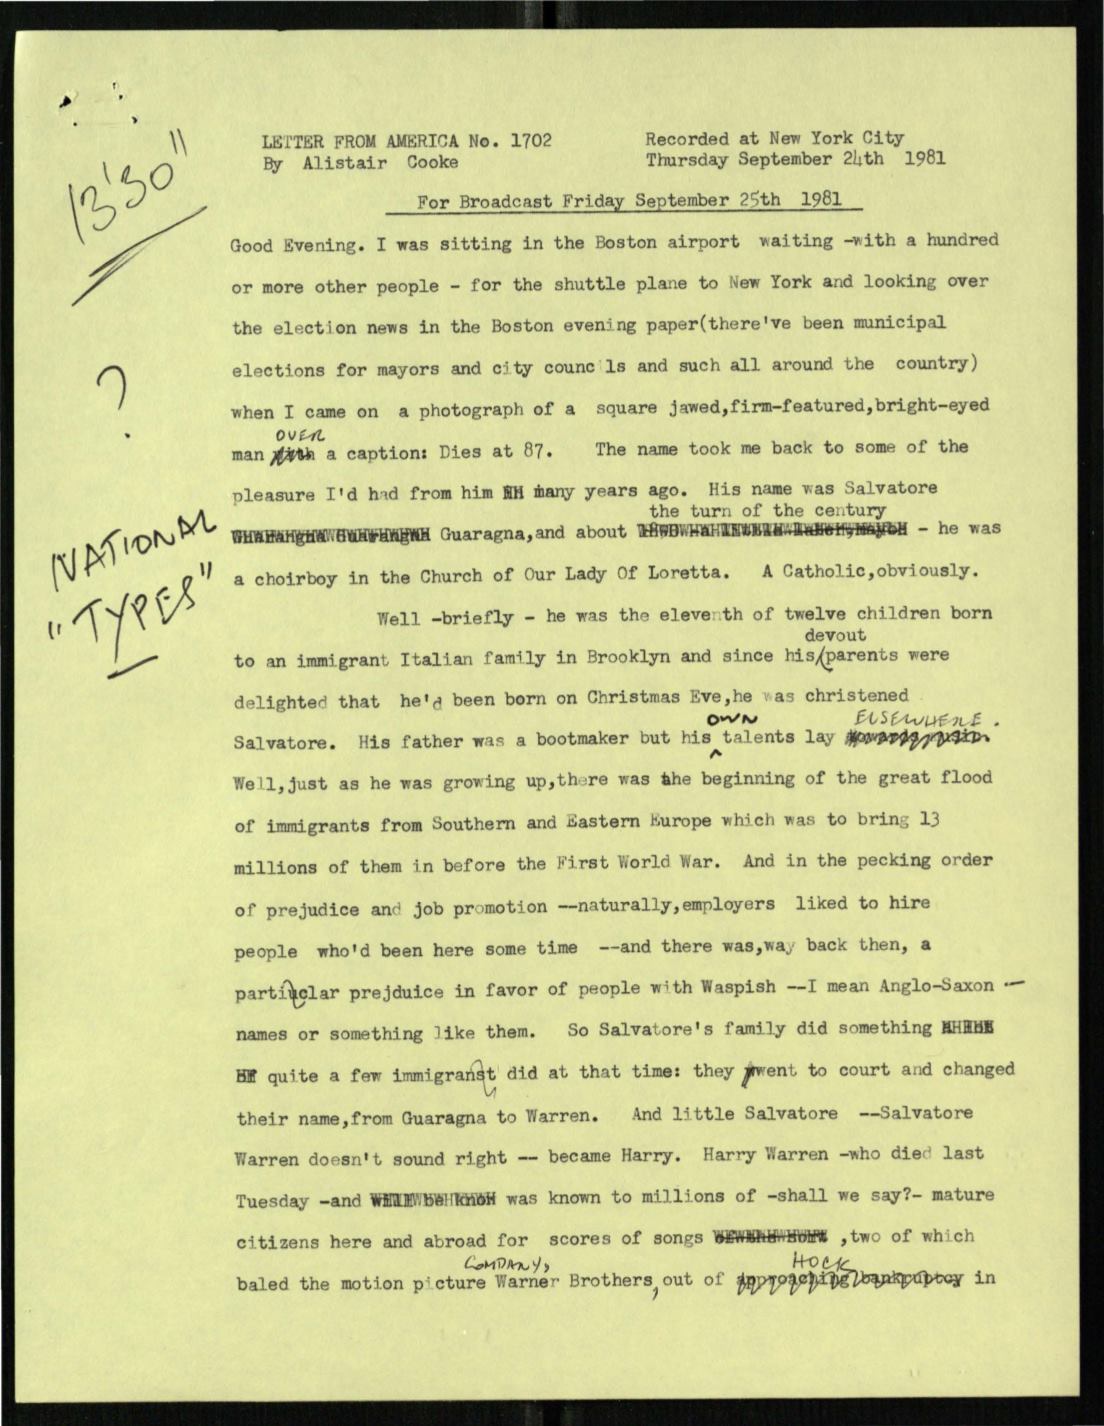 13'30"
LETTER FROM AMERICA No. 1702 Recorded at New York City
By Alistair Cooke Thursday September 24th 1981
For Broadcast Friday September 25th 1981
Good Evening. I was sitting in the Boston airport waiting -with a hundred
or more other people - for the shuttle plane to New York and looking over
the election news in the Boston evening paper(there've been municipal
elections for mayors and city counc ls and such all around the country)
?
when I came on a photograph of a square jawed,firm-featured,bright-eyed
OVER
man with a caption: Dies at 87. The name took me back to some of the
pleasure I'd had from him many years ago. His name was Salvatore
the turn of the century
NATIONAL
"TYPES"
Guaragna,and about - he was
a choirboy in the Church of Our Lady Of Loretta. A Catholic,obviously.
Well -briefly - he was the eleventh of twelve children born
devout
to an immigrant Italian family in Brooklyn and since his parents were
delighted that he'd been born on Christmas Eve,he was christened
OWN ELSEWHERE.
Salvatore. His father was a bootmaker but his talents lay towards music.
Well,just as he was growing up,there was the beginning of the great flood
of immigrants from Southern and Eastern Europe which was to bring 13
millions of them in before the First World War. And in the pecking order
of prejudice and job promotion --naturally,employers liked to hire
people who'd been here some time --and there was,way back then, a
partiuclar prejduice in favor of people with Waspish --I mean Anglo-Saxon --
names or something like them. So Salvatore's family did something
quite a few immigranst did at that time: they went to court and changed
their name,from Guaragna to Warren. And little Salvatore --Salvatore
Warren doesn't sound right -- became Harry. Harry Warren -who died last
Tuesday -and was known to millions of -shall we say?- mature
citizens here and abroad for scores of songs ,two of which
COMPANY, HOCK
baled the motion picture Warner Brothers, out of approaching bankruptcy in